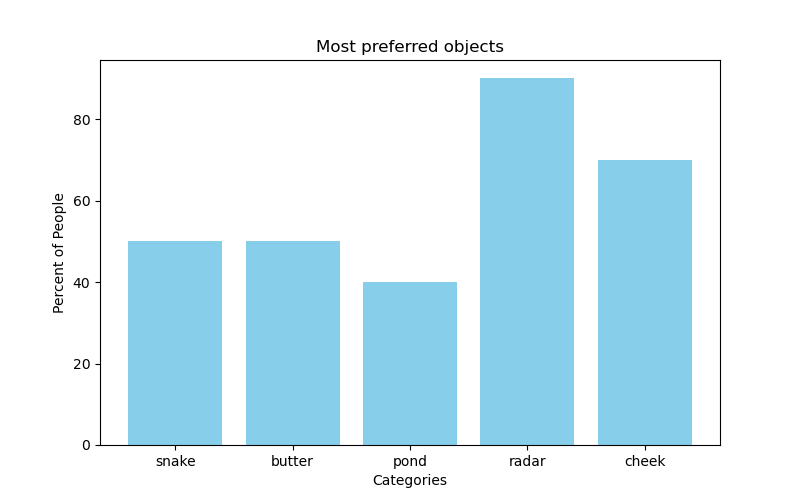 Most preferred objects
Percent of People
80
60
40
20
0
snake butter pond radar cheek
Categories